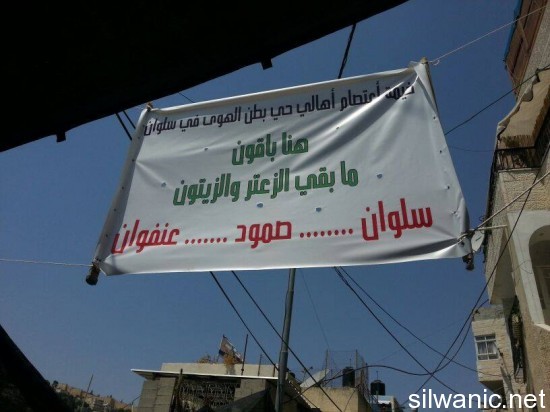 خيمة اعتصام أهالي حي بطن الهوى في سلوان
هنا باقون
ما بقي الزعتر والزيتون
سلوان ........ صمود ....... عنفوان
silwanic.net